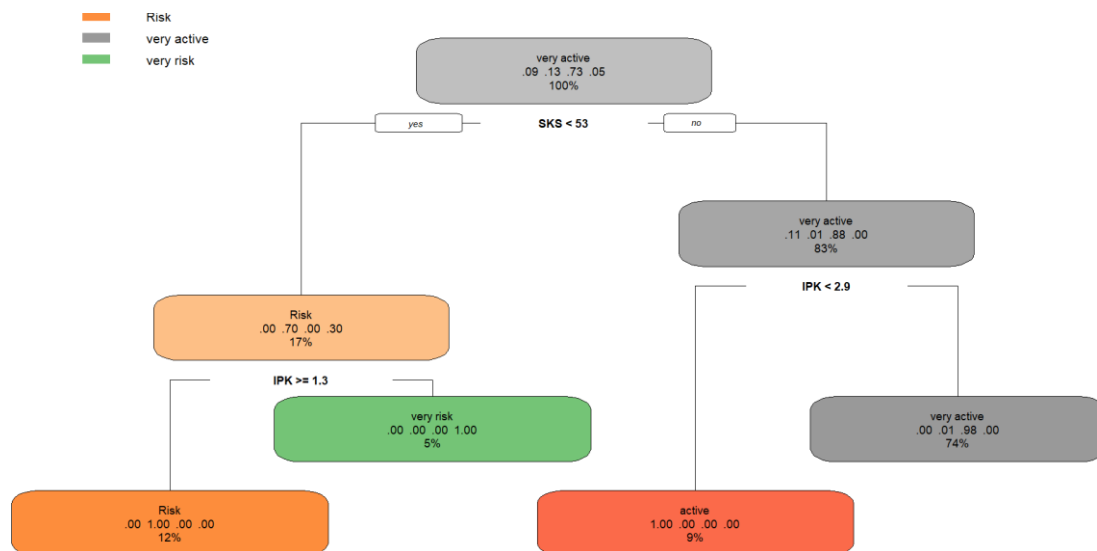 Risk
very active
very risk
very active
.09 .13 .73 .05
100%
yes
SKS < 53
no
very active
.11 .01 .88 .00
83%
IPK < 2.9
Risk
.00 .70 .00 .30
17%
IPK >= 1.3
very risk
.00 .00 .00 1.00
5%
very active
.00 .01 .98 .00
74%
Risk
.00 1.00 .00 .00
12%
active
1.00 .00 .00 .00
9%